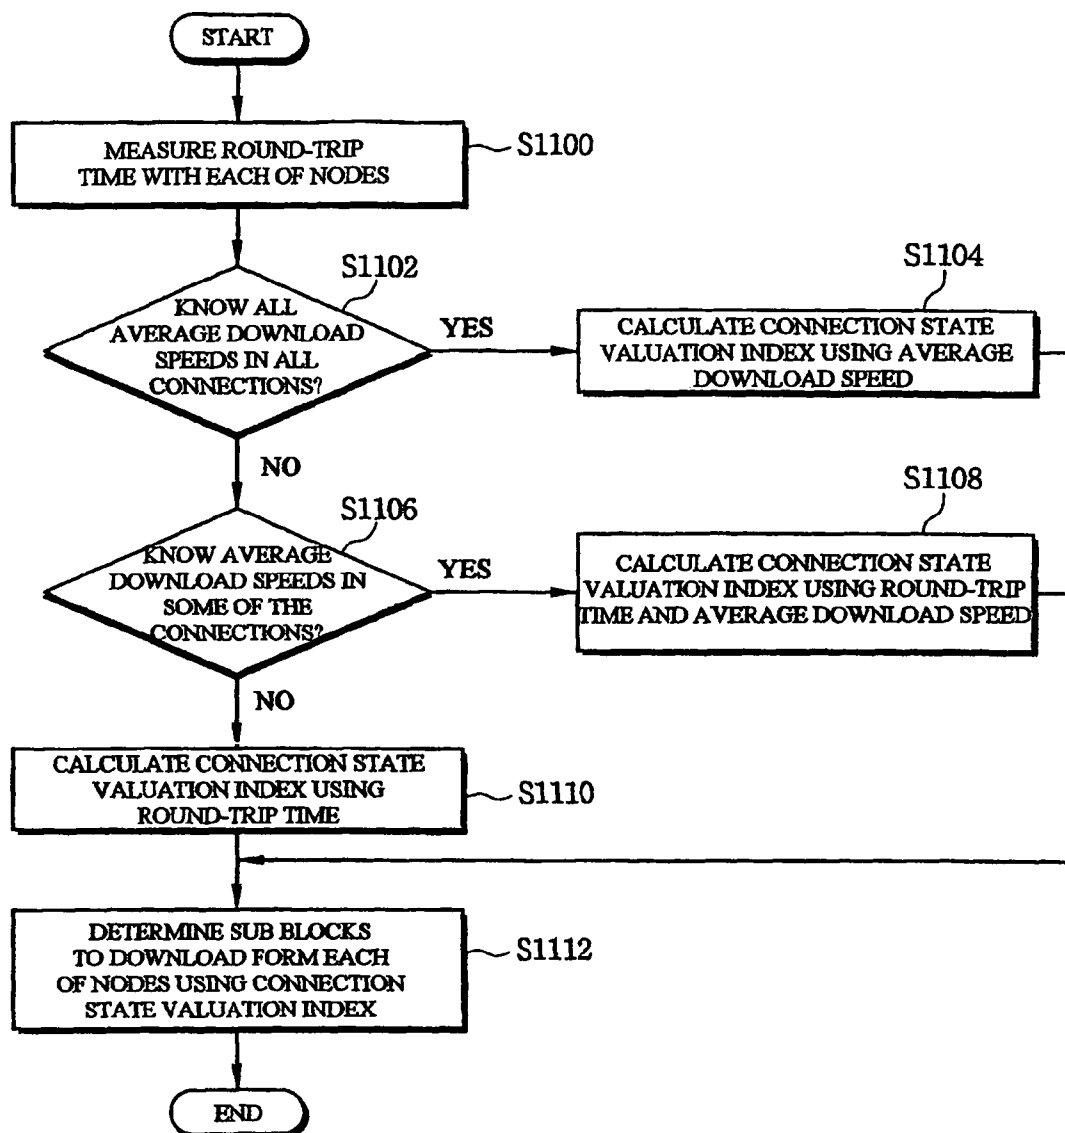 START
MEASURE ROUND-TRIP
TIME WITH EACH OF NODES
S1100
S1102
KNOW ALL
AVERAGE DOWNLOAD
SPEEDS IN ALL
CONNECTIONS?
YES
S1104
CALCULATE CONNECTION STATE
VALUATION INDEX USING AVERAGE
DOWNLOAD SPEED
NO
S1106
KNOW AVERAGE
DOWNLOAD SPEEDS IN
SOME OF THE
CONNECTIONS?
YES
S1108
CALCULATE CONNECTION STATE
VALUATION INDEX USING ROUND-TRIP
TIME AND AVERAGE DOWNLOAD SPEED
NO
CALCULATE CONNECTION STATE
VALUATION INDEX USING
ROUND-TRIP TIME
S1110
DETERMINE SUB BLOCKS
TO DOWNLOAD FORM EACH
OF NODES USING CONNECTION
STATE VALUATION INDEX
S1112
END